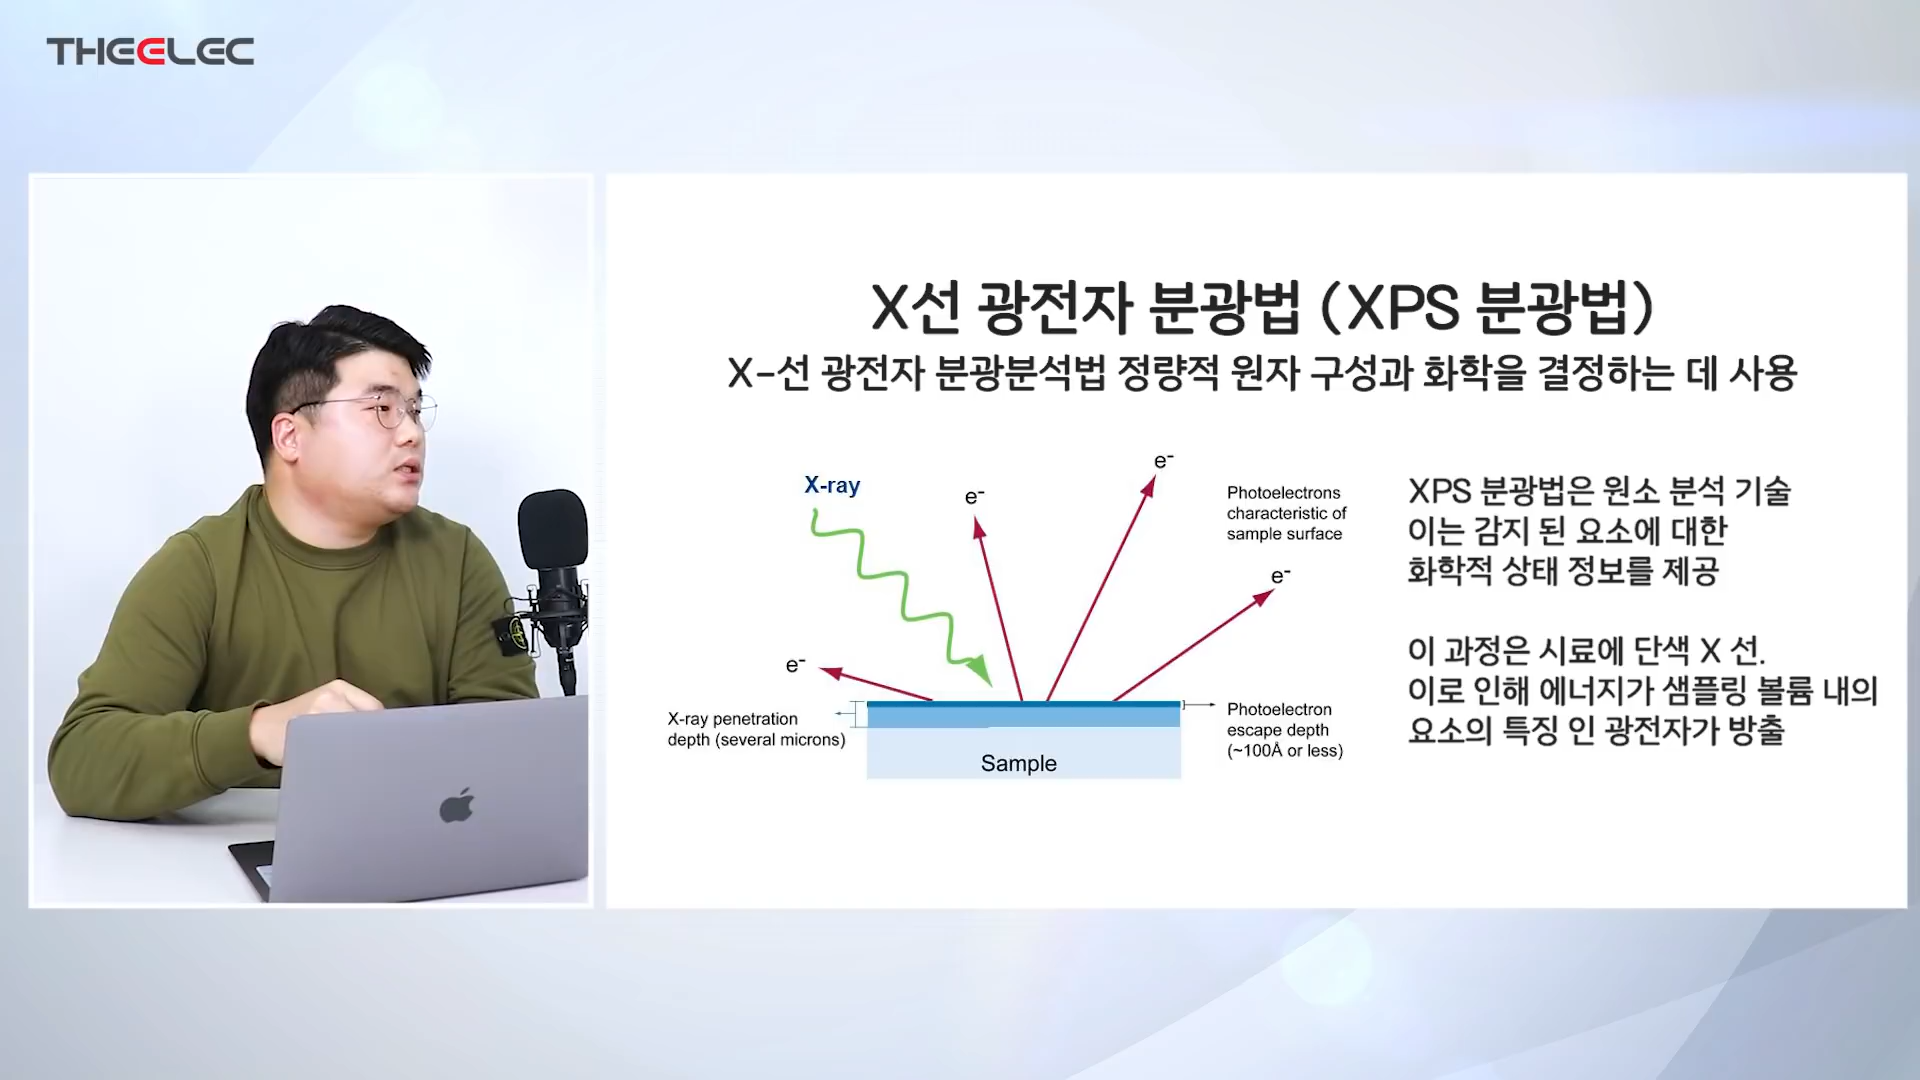 THEELEC
X선 광전자 분광법 (XPS 분광법)
X-선 광전자 분광분석법 정량적 원자 구성과 화학을 결정하는 데 사용
X-ray
e-
e-
e-
e-
Photoelectrons
characteristic of
sample surface
X-ray penetration
depth (several microns)
Sample
Photoelectron
escape depth
(~100Å or less)
XPS 분광법은 원소 분석 기술
이는 감지 된 요소에 대한
화학적 상태 정보를 제공
이 과정은 시료에 단색 X 선.
이로 인해 에너지가 샘플링 볼륨 내의
요소의 특징 인 광전자가 방출